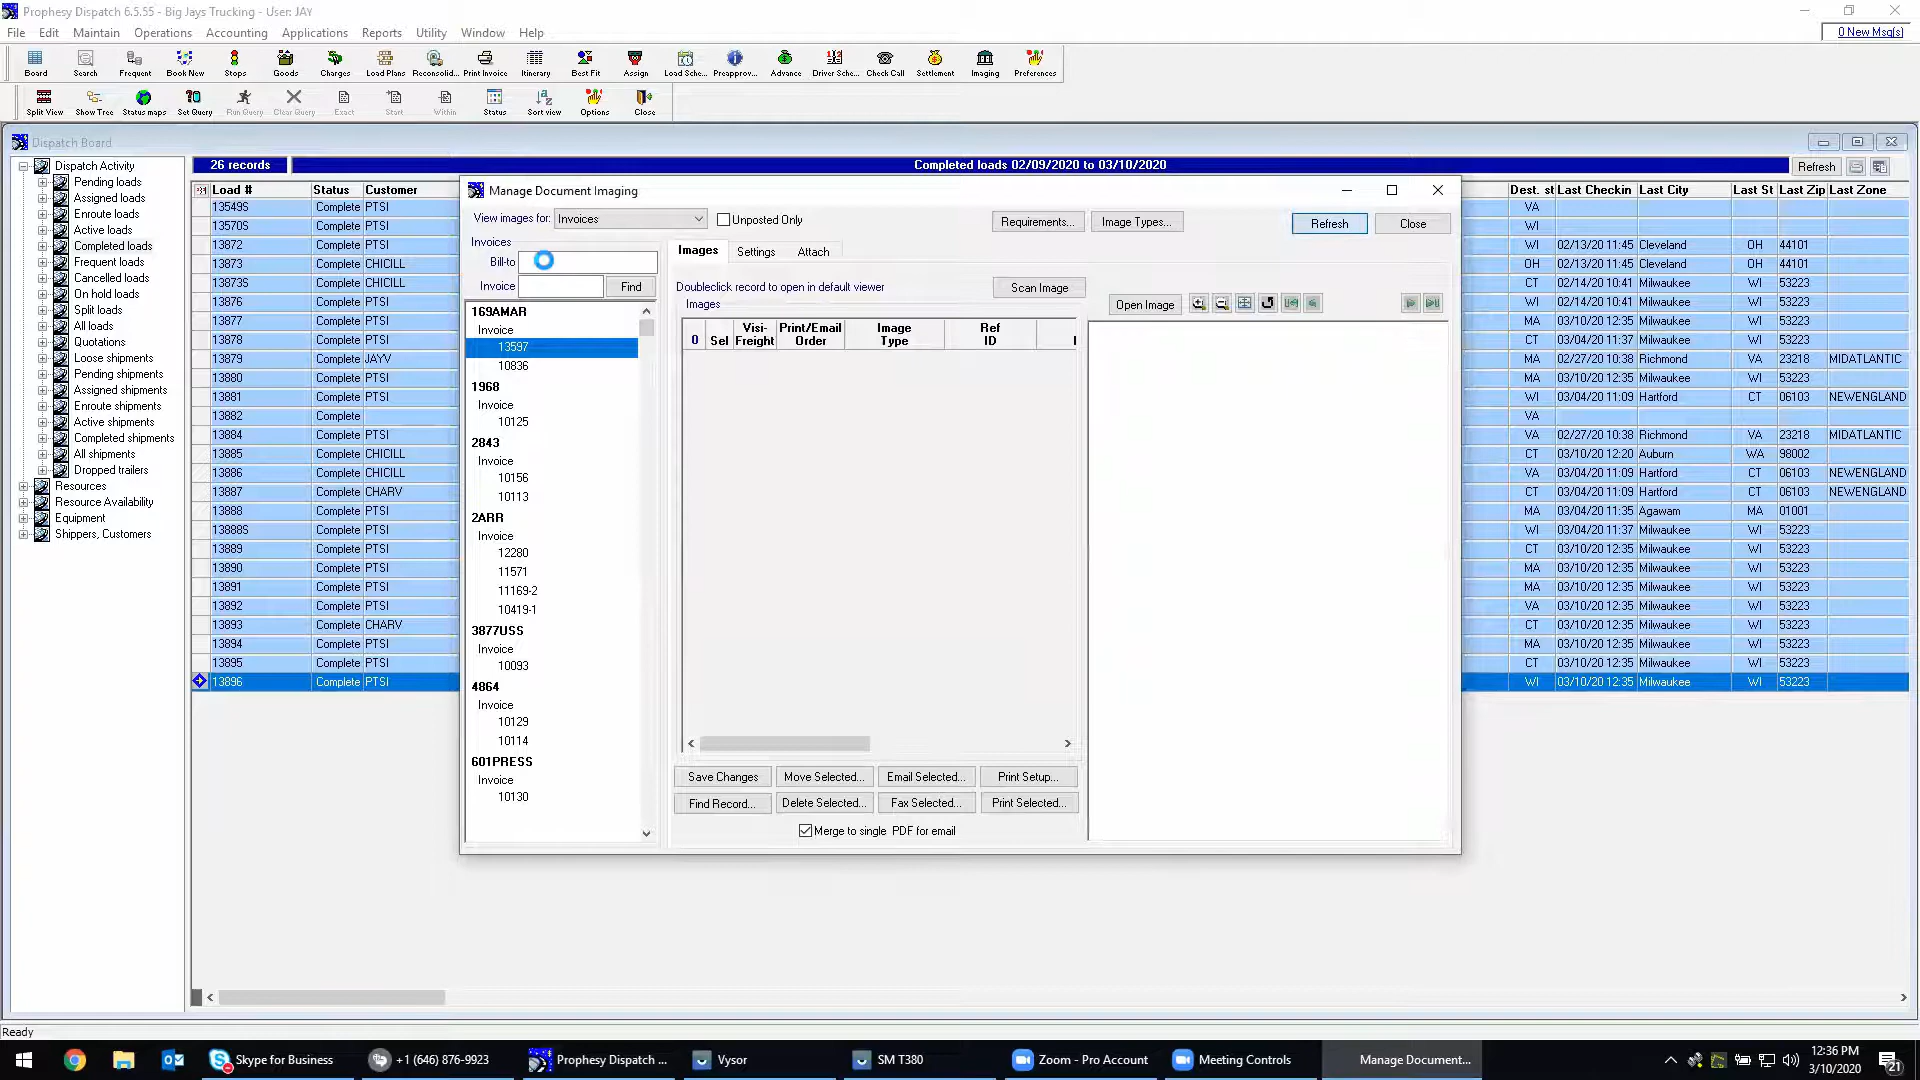 Prophesy Dispatch 6.5.55 - Big Jays Trucking - User: JAY
File Edit Maintain Operations Accounting Applications Reports Utility Window Help
0 New Msg(s)
Board Search Frequent Book New Stops Goods Charges Load Plans Reconsolid... Print Invoice Itinerary Best Fit Assign Load Sche... Preapprov... Advance Driver Sche... Check Call Settlement Imaging Preferences
Split View Show Tree Status maps Set Query Run Query Clear Query Exact Start Within Status Sort view Options Close
Dispatch Board
Dispatch Activity
Pending loads
Assigned loads
Enroute loads
Active loads
Completed loads
Frequent loads
Cancelled loads
On hold loads
Split loads
All loads
Quotations
Loose shipments
Pending shipments
Assigned shipments
Enroute shipments
Active shipments
Completed shipments
All shipments
Dropped trailers
Resources
Resource Availability
Equipment
Shippers, Customers
26 records
Completed loads 02/09/2020 to 03/10/2020
Refresh
Load # Status Customer
13549S Complete PTSI
13570S Complete PTSI
13872 Complete PTSI
13873 Complete CHICILL
13873S Complete CHICILL
13876 Complete PTSI
13877 Complete PTSI
13878 Complete PTSI
13879 Complete JAYV
13880 Complete PTSI
13881 Complete PTSI
13882 Complete
13884 Complete PTSI
13885 Complete CHICILL
13886 Complete CHICILL
13887 Complete CHARV
13888 Complete PTSI
13888S Complete PTSI
13889 Complete PTSI
13890 Complete PTSI
13891 Complete PTSI
13892 Complete PTSI
13893 Complete CHARV
13894 Complete PTSI
13895 Complete PTSI
13896 Complete PTSI
Manage Document Imaging
View images for: Invoices Unposted Only
Requirements... Image Types... Refresh Close
Invoices
Bill-to
Invoice Find
169AMAR
Invoice
13597
10836
1968
Invoice
10125
2843
Invoice
10156
10113
2ARR
Invoice
12280
11571
11169-2
10419-1
3877USS
Invoice
10093
4864
Invoice
10129
10114
601PRESS
Invoice
10130
Images Settings Attach
Doubleclick record to open in default viewer
Scan Image
Open Image
Images
0 Sel Visi-Freight Print/Email Order Image Type Ref ID
Save Changes Move Selected... Email Selected... Print Setup...
Find Record... Delete Selected... Fax Selected... Print Selected...
Merge to single PDF for email
Dest. st Last Checkin Last City Last St Last Zip Last Zone
VA
WI
WI 02/13/20 11:45 Cleveland OH 44101
OH 02/13/20 11:45 Cleveland OH 44101
CT 02/14/20 10:41 Milwaukee WI 53223
WI 02/14/20 10:41 Milwaukee WI 53223
MA 03/10/20 12:35 Milwaukee WI 53223
CT 03/04/20 11:37 Milwaukee WI 53223
MA 02/27/20 10:38 Richmond VA 23218 MIDATLANTIC
MA 03/10/20 12:35 Milwaukee WI 53223
WI 03/04/20 11:09 Hartford CT 06103 NEWENGLAND
VA
VA 02/27/20 10:38 Richmond VA 23218 MIDATLANTIC
CT 03/10/20 12:20 Auburn WA 98002
VA 03/04/20 11:09 Hartford CT 06103 NEWENGLAND
CT 03/04/20 11:09 Hartford CT 06103 NEWENGLAND
MA 03/04/20 11:35 Agawam MA 01001
WI 03/04/20 11:37 Milwaukee WI 53223
CT 03/10/20 12:35 Milwaukee WI 53223
WI 03/10/20 12:35 Milwaukee WI 53223
MA 03/10/20 12:35 Milwaukee WI 53223
VA 03/10/20 12:35 Milwaukee WI 53223
CT 03/10/20 12:35 Milwaukee WI 53223
MA 03/10/20 12:35 Milwaukee WI 53223
CT 03/10/20 12:35 Milwaukee WI 53223
WI 03/10/20 12:35 Milwaukee WI 53223
Ready
Skype for Business +1 (646) 876-9923 Prophesy Dispatch ... Vysor SM T380 Zoom - Pro Account Meeting Controls Manage Document...
12:36 PM
3/10/2020
21